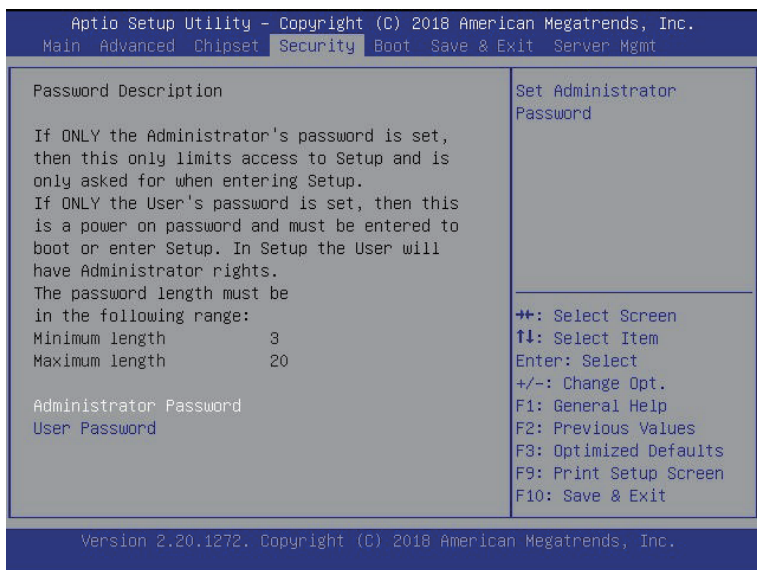 Aptio Setup Utility – Copyright (C) 2018 American Megatrends, Inc.
Main Advanced Chipset Security Boot Save & Exit Server Mgmt
Password Description
If ONLY the Administrator's password is set,
then this only limits access to Setup and is
only asked for when entering Setup.
If ONLY the User's password is set, then this
is a power on password and must be entered to
boot or enter Setup. In Setup the User will
have Administrator rights.
The password length must be
in the following range:
Minimum length 3
Maximum length 20
Administrator Password
User Password
Set Administrator
Password
→←: Select Screen
↑↓: Select Item
Enter: Select
+/-: Change Opt.
F1: General Help
F2: Previous Values
F3: Optimized Defaults
F9: Print Setup Screen
F10: Save & Exit
Version 2.20.1272. Copyright (C) 2018 American Megatrends, Inc.